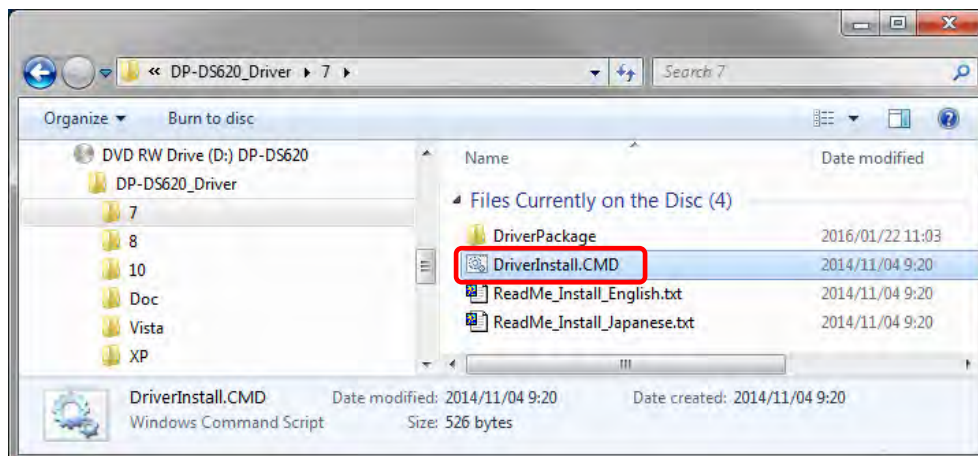 « DP-DS620_Driver ▸ 7 ▸
Search 7
Organize ▼ Burn to disc
DVD RW Drive (D:) DP-DS620
DP-DS620_Driver
7
8
10
Doc
Vista
XP
Name Date modified
Files Currently on the Disc (4)
DriverPackage 2016/01/22 11:03
DriverInstall.CMD 2014/11/04 9:20
ReadMe_Install_English.txt 2014/11/04 9:20
ReadMe_Install_Japanese.txt 2014/11/04 9:20
DriverInstall.CMD Date modified: 2014/11/04 9:20 Date created: 2014/11/04 9:20
Windows Command Script Size: 526 bytes